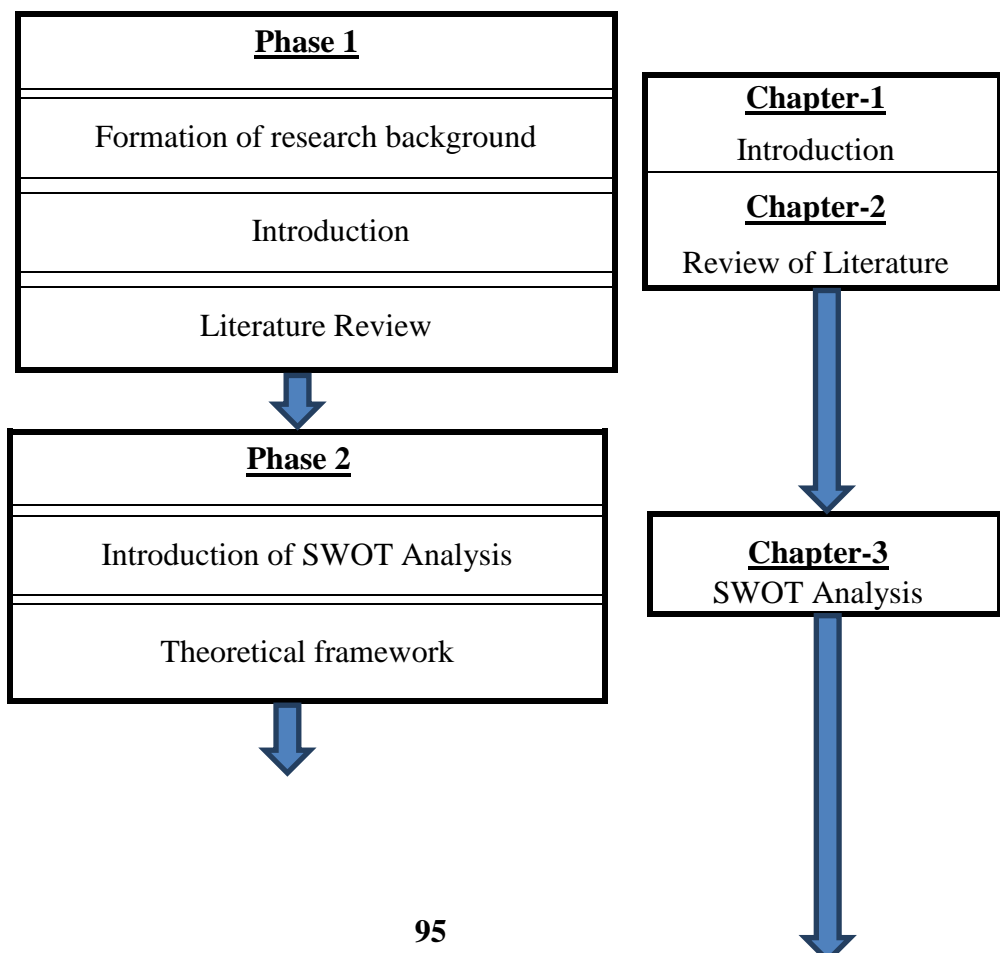 Phase 1
Formation of research background
Introduction
Literature Review
Chapter-1
Introduction
Chapter-2
Review of Literature
Phase 2
Introduction of SWOT Analysis
Theoretical framework
Chapter-3
SWOT Analysis
95